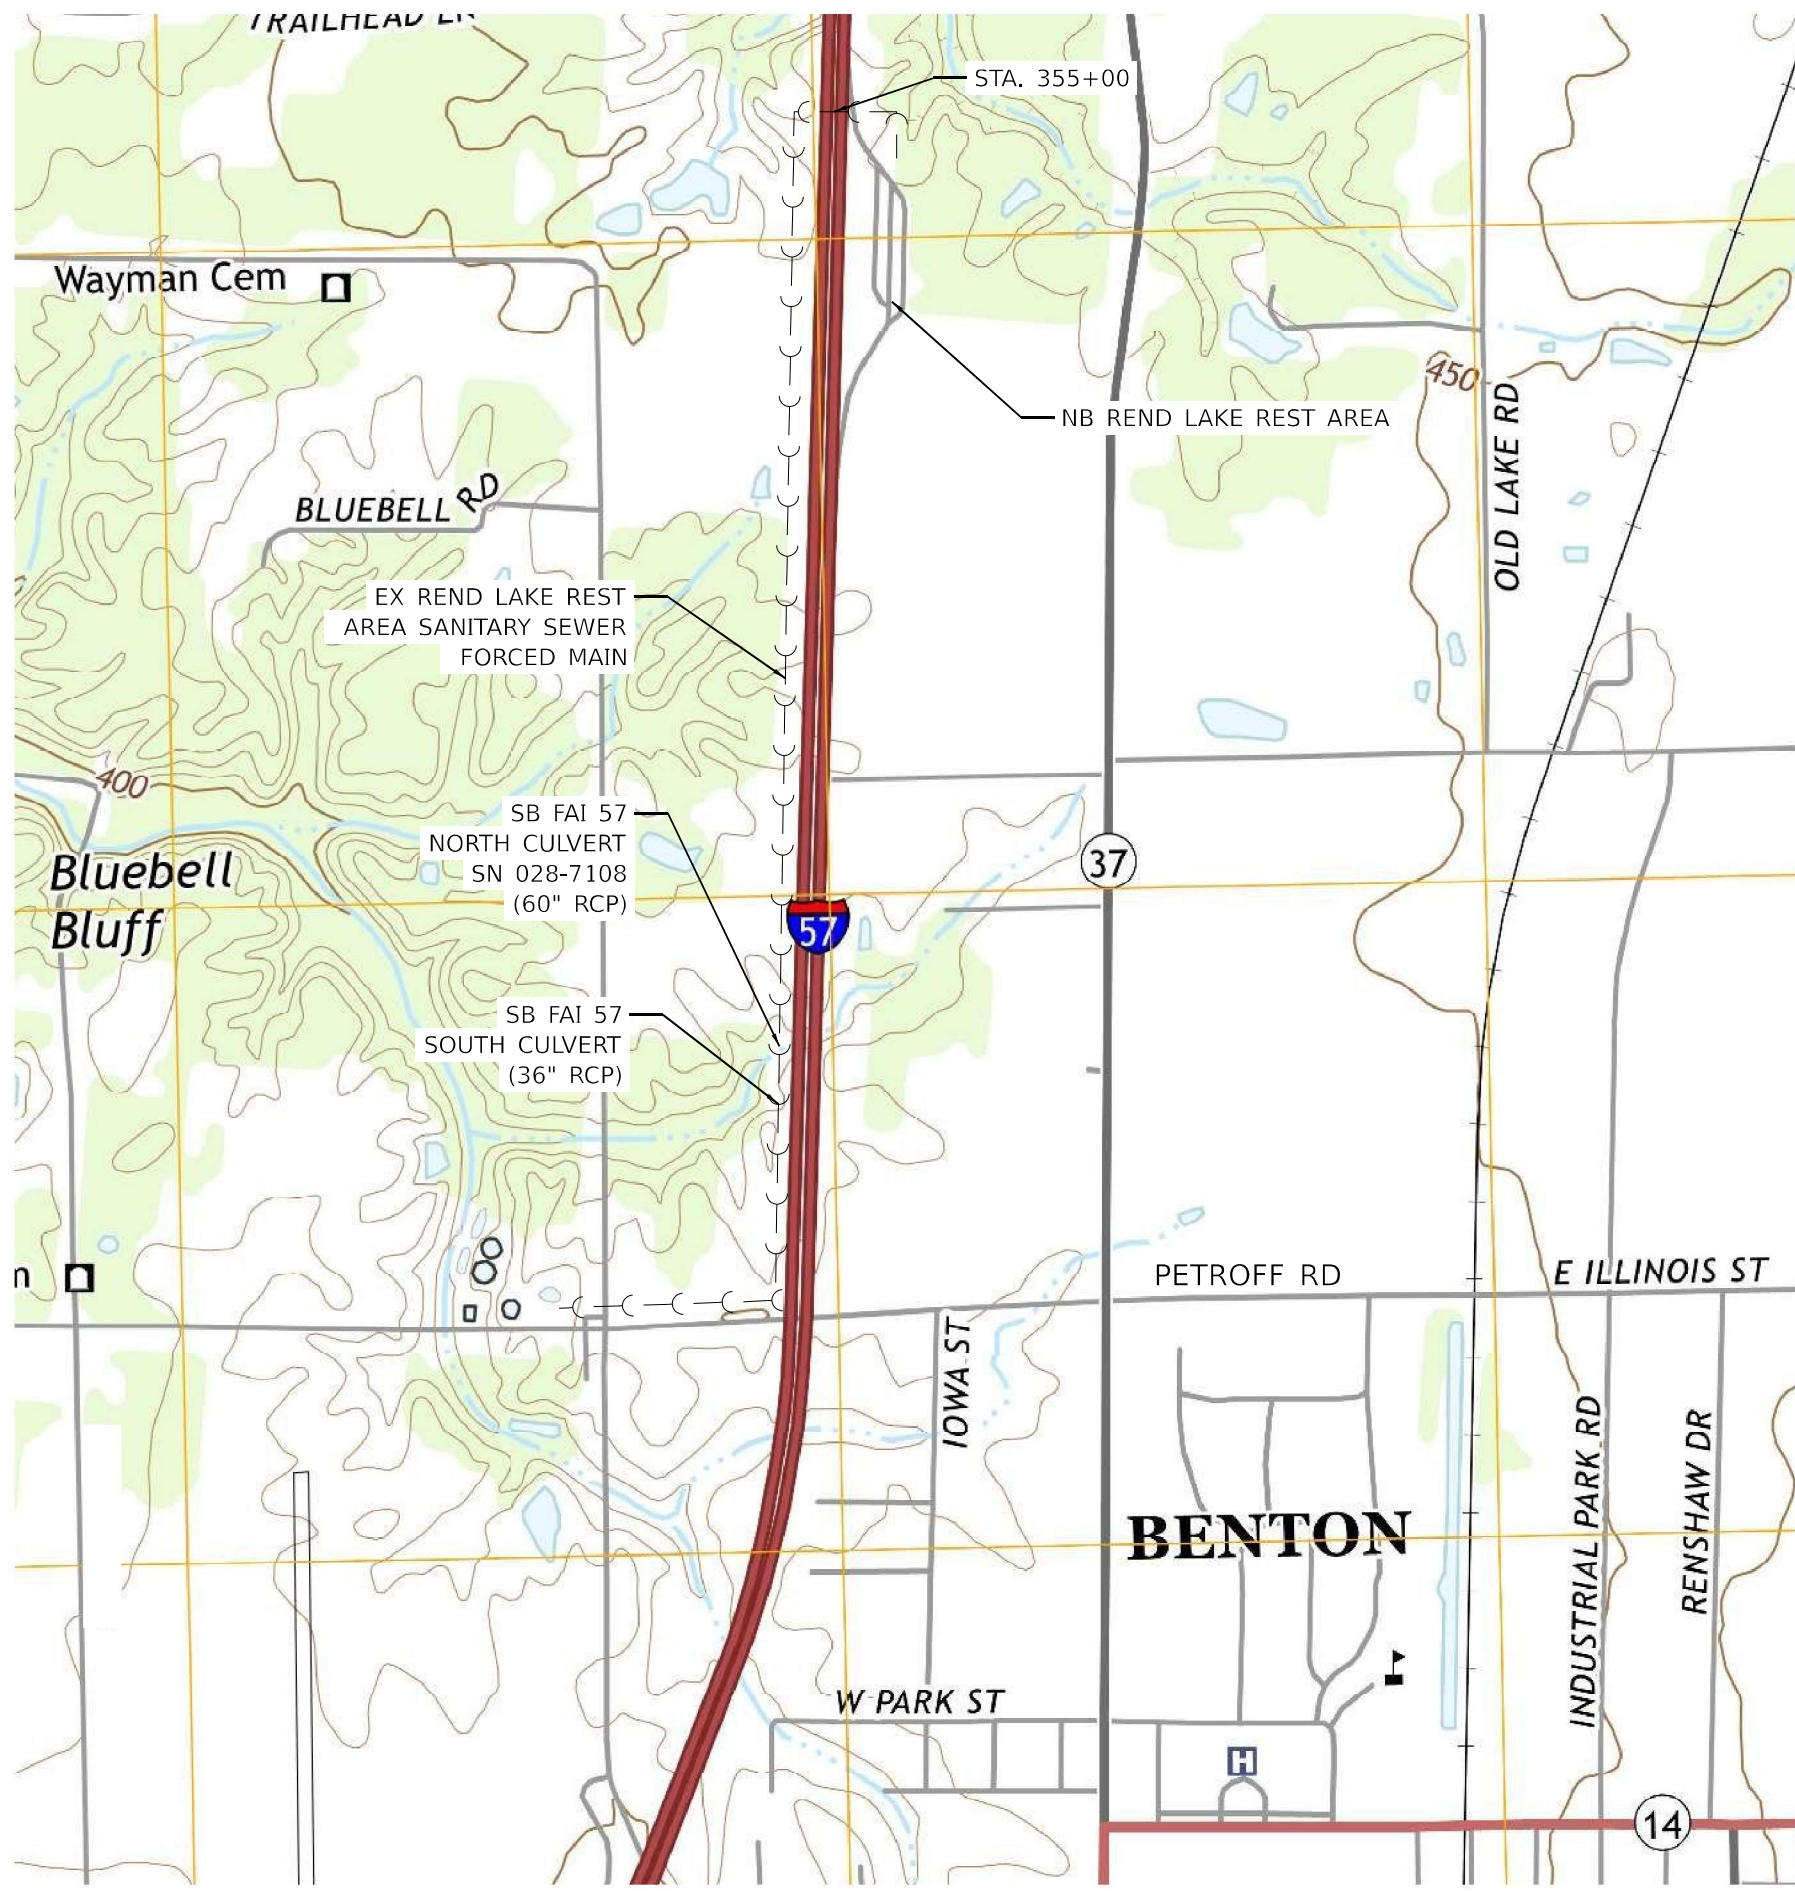 TRAILHEAD LN
STA. 355+00
Wayman Cem
450
NB REND LAKE REST AREA
OLD LAKE RD
BLUEBELL RD
EX REND LAKE REST
AREA SANITARY SEWER
FORCED MAIN
400
SB FAI 57
NORTH CULVERT
SN 028-7108
(60" RCP)
37
Bluebell
Bluff
57
SB FAI 57
SOUTH CULVERT
(36" RCP)
m
PETROFF RD
E ILLINOIS ST
IOWA ST
BENTON
INDUSTRIAL PARK RD
RENSHAW DR
W PARK ST
H
14